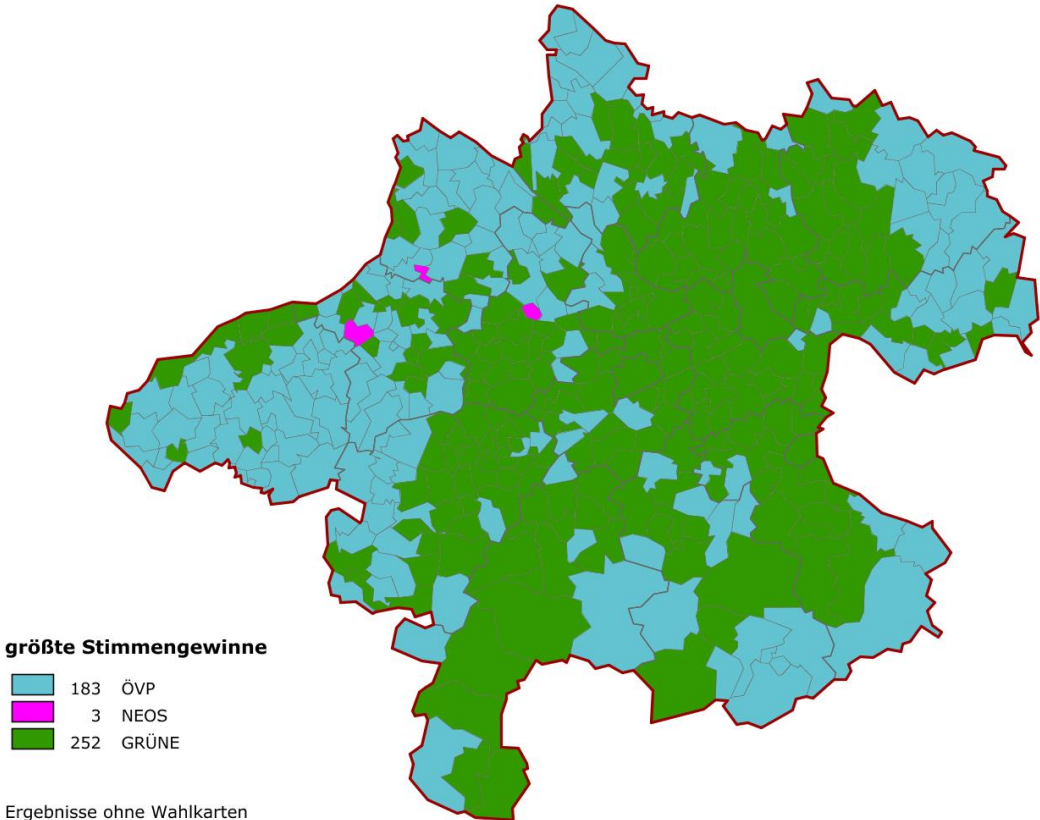 größte Stimmengewinne
183 ÖVP
3 NEOS
252 GRÜNE
Ergebnisse ohne Wahlkarten